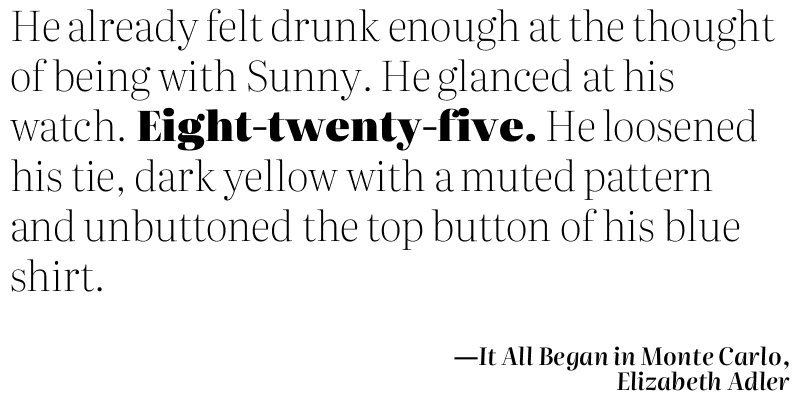 He already felt drunk enough at the thought
of being with Sunny. He glanced at his
watch. Eight-twenty-five. He loosened
his tie, dark yellow with a muted pattern
and unbuttoned the top button of his blue
shirt.
—It All Began in Monte Carlo,
Elizabeth Adler